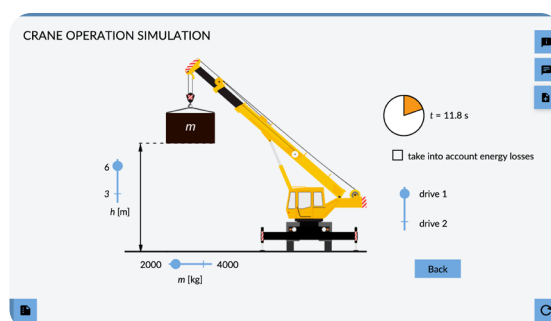 CRANE OPERATION SIMULATION
m
t = 11.8 s
take into account energy losses
6
3
h [m]
drive 1
drive 2
2000
4000
m [kg]
Back